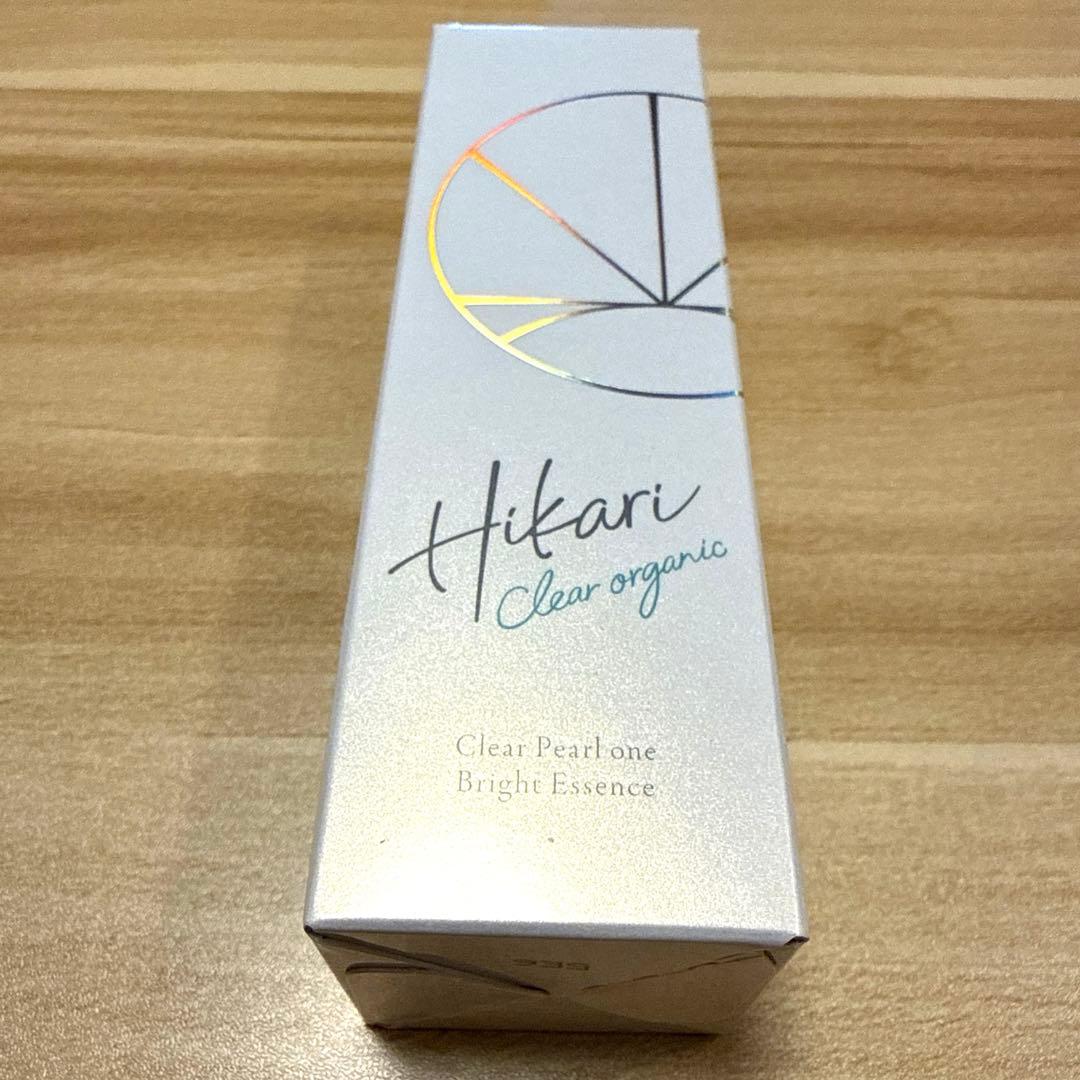 Hikari
Clear organic
Clear Pearl one
Bright Essence